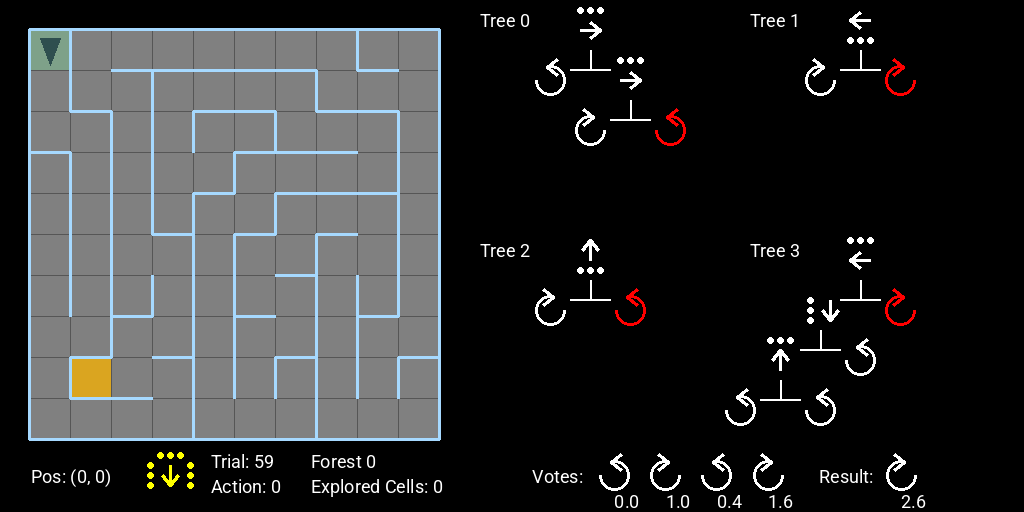 Tree 0
Tree 1
Tree 2
Tree 3
Pos: (0, 0)
Trial: 59
Forest 0
Action: 0
Explored Cells: 0
Votes:
0.0
1.0
0.4
1.6
Result:
2.6